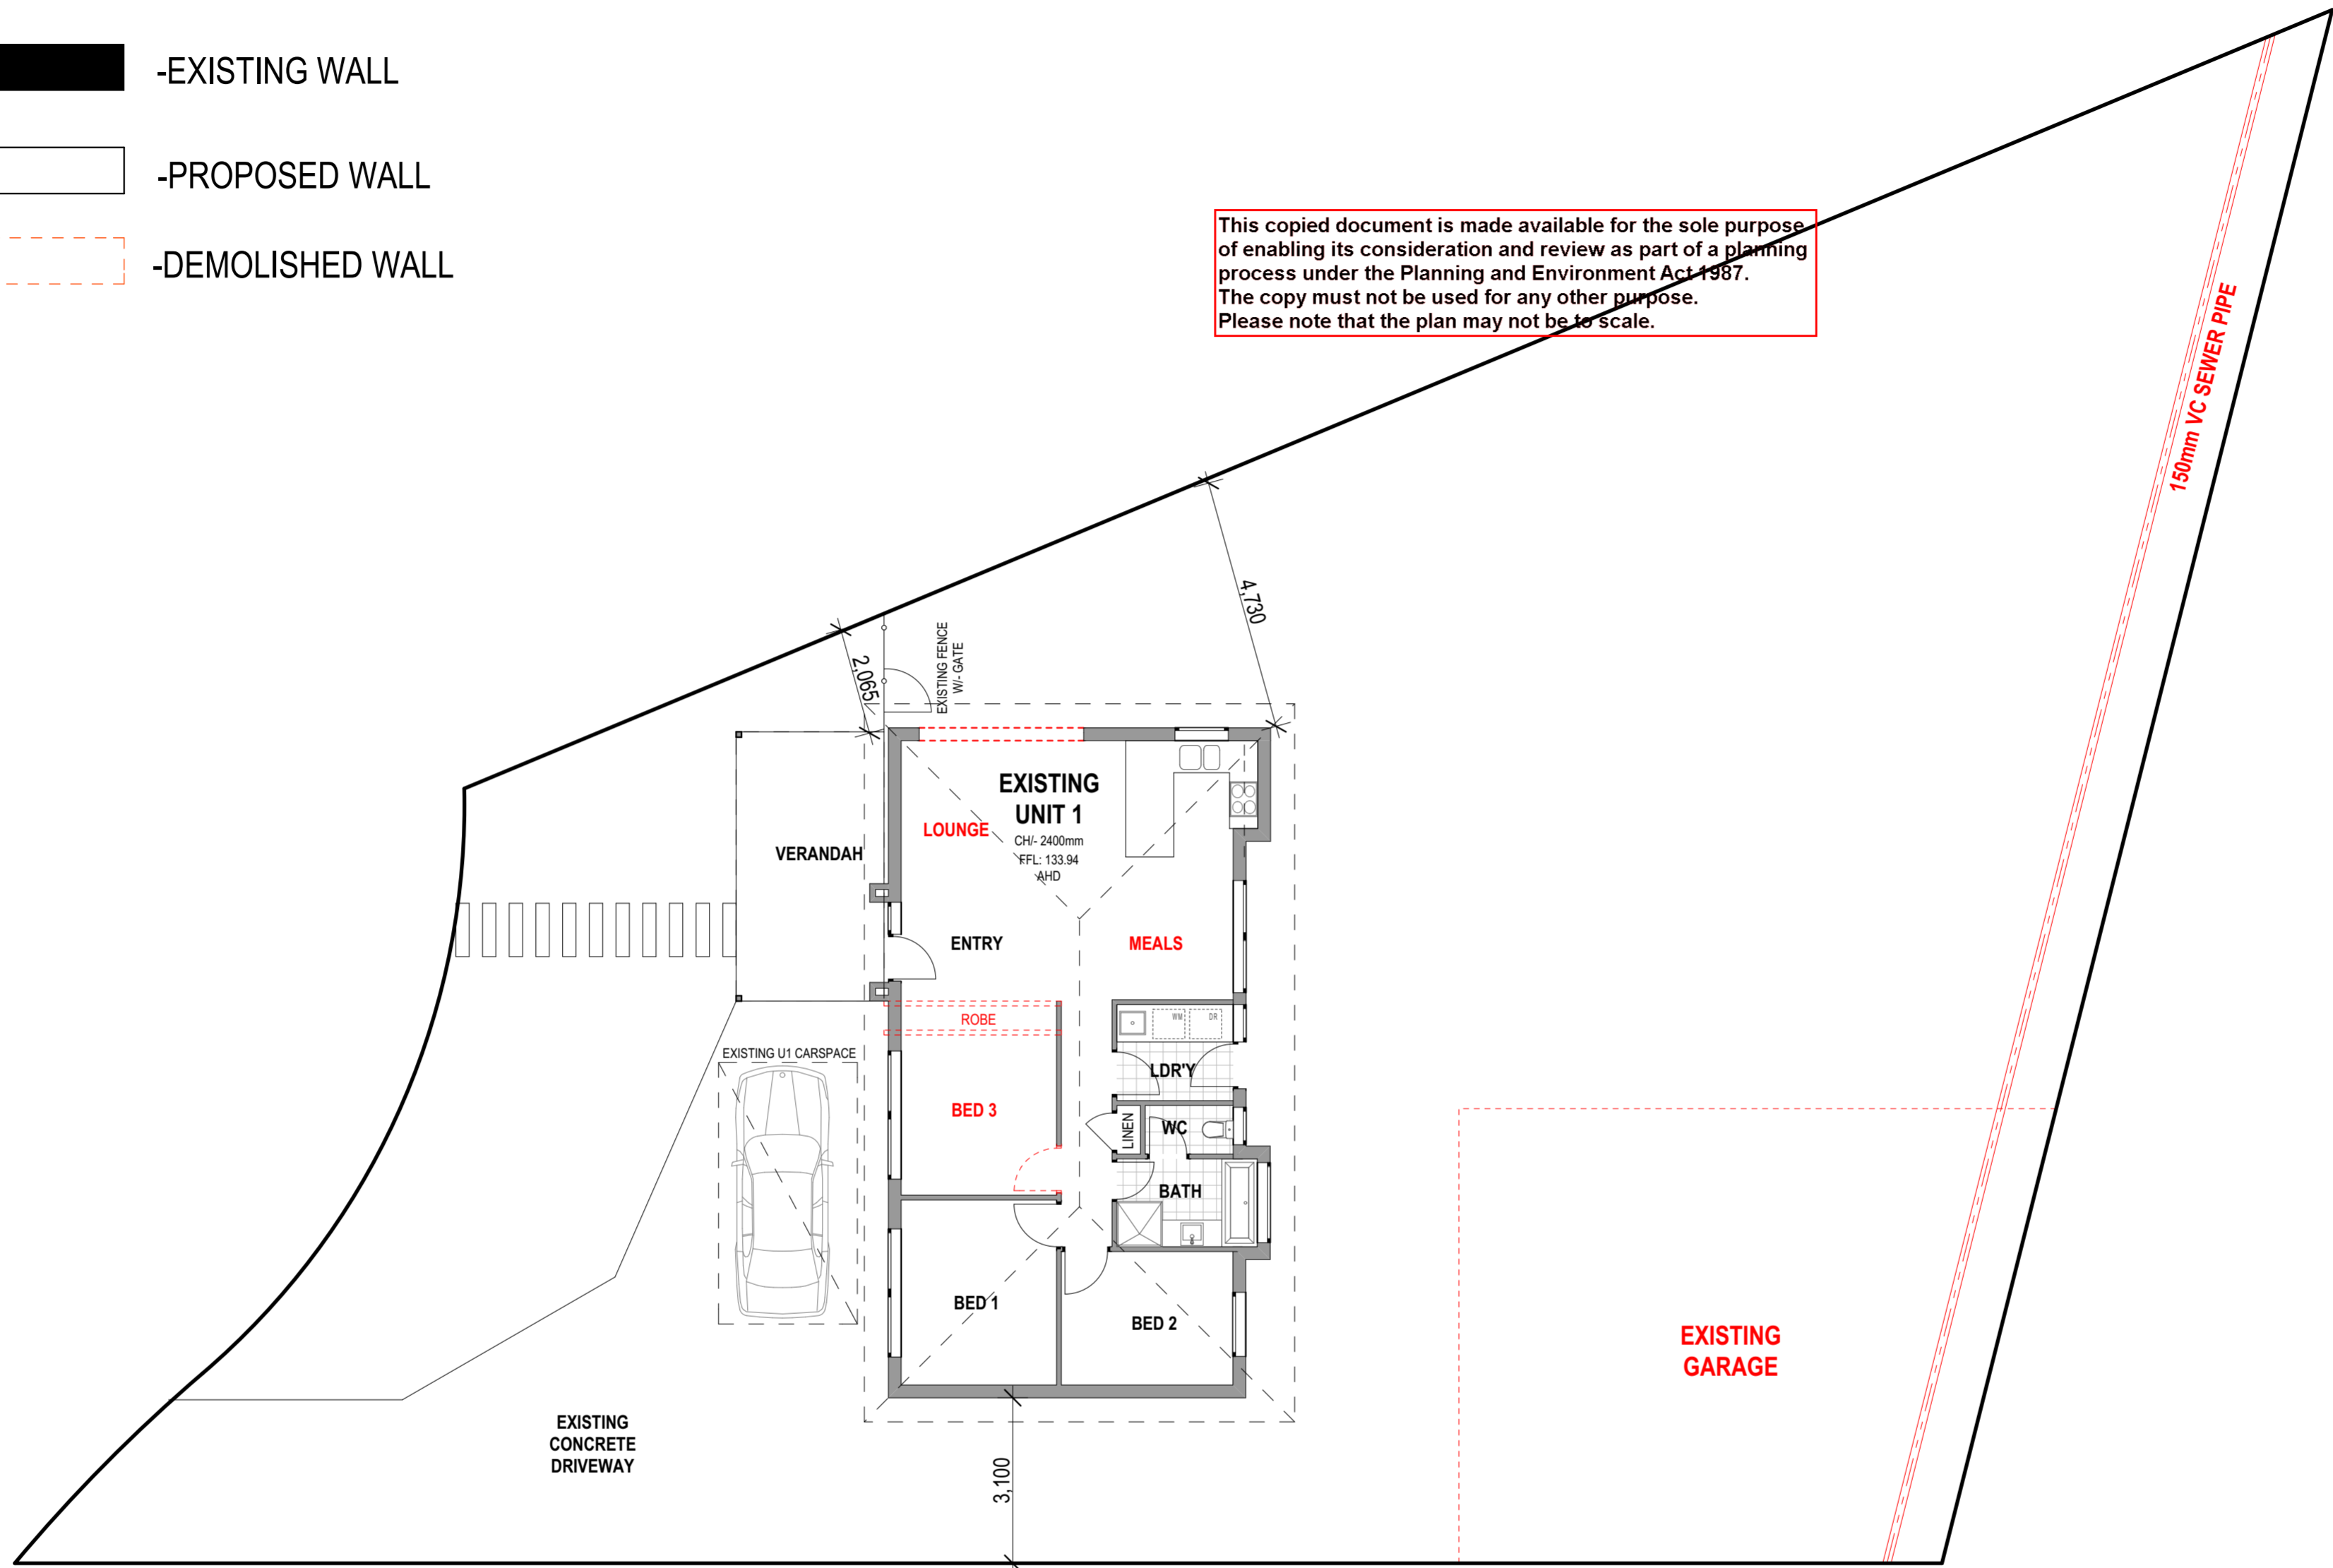 -EXISTING WALL
-PROPOSED WALL
-DEMOLISHED WALL
This copied document is made available for the sole purpose
of enabling its consideration and review as part of a planning
process under the Planning and Environment Act 1987.
The copy must not be used for any other purpose.
Please note that the plan may not be to scale.
150mm VC SEWER PIPE
4,730
2,065
EXISTING FENCE
W/- GATE
EXISTING
UNIT 1
CH/- 2400mm
FFL: 133.94
AHD
LOUNGE
VERANDAH
ENTRY
MEALS
ROBE
WM
DR
EXISTING U1 CARSPACE
LDR'Y
BED 3
LINEN
WC
BATH
BED 1
BED 2
EXISTING
GARAGE
EXISTING
CONCRETE
DRIVEWAY
3,100